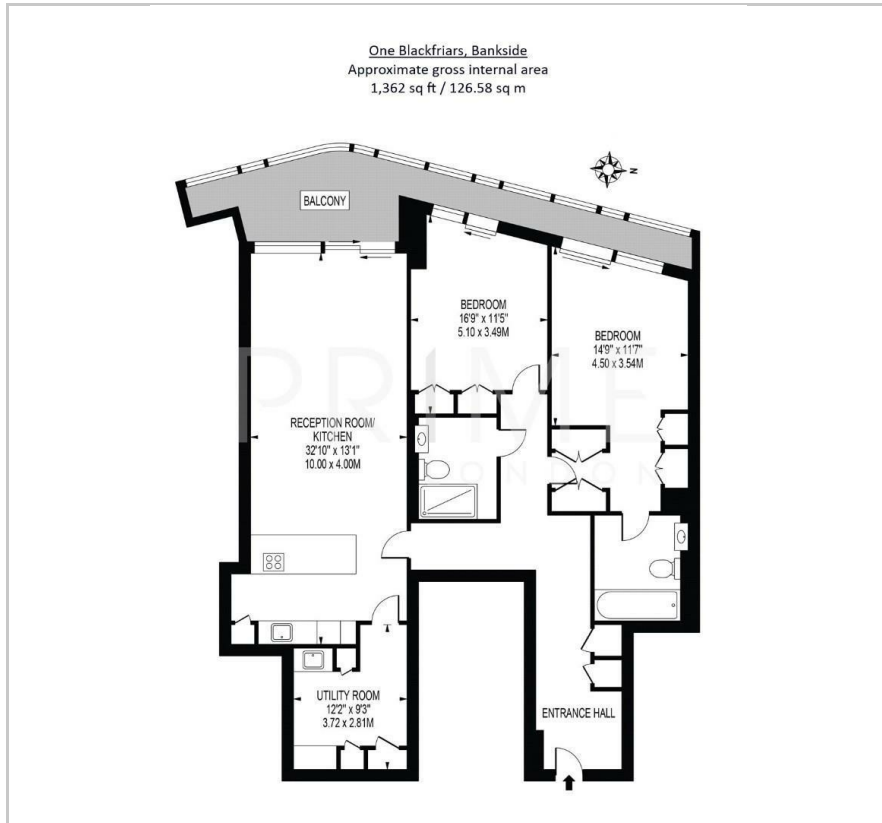 One Blackfriars, Bankside
Approximate gross internal area
1,362 sq ft / 126.58 sq m
N
BALCONY
BEDROOM
16'9" x 11'5"
5.10 x 3.49M
BEDROOM
14'9" x 11'7"
4.50 x 3.54M
PRIME
LONDON
RECEPTION ROOM/
KITCHEN
32'10" x 13'1"
10.00 x 4.00M
UTILITY ROOM
12'2" x 9'3"
3.72 x 2.81M
ENTRANCE HALL